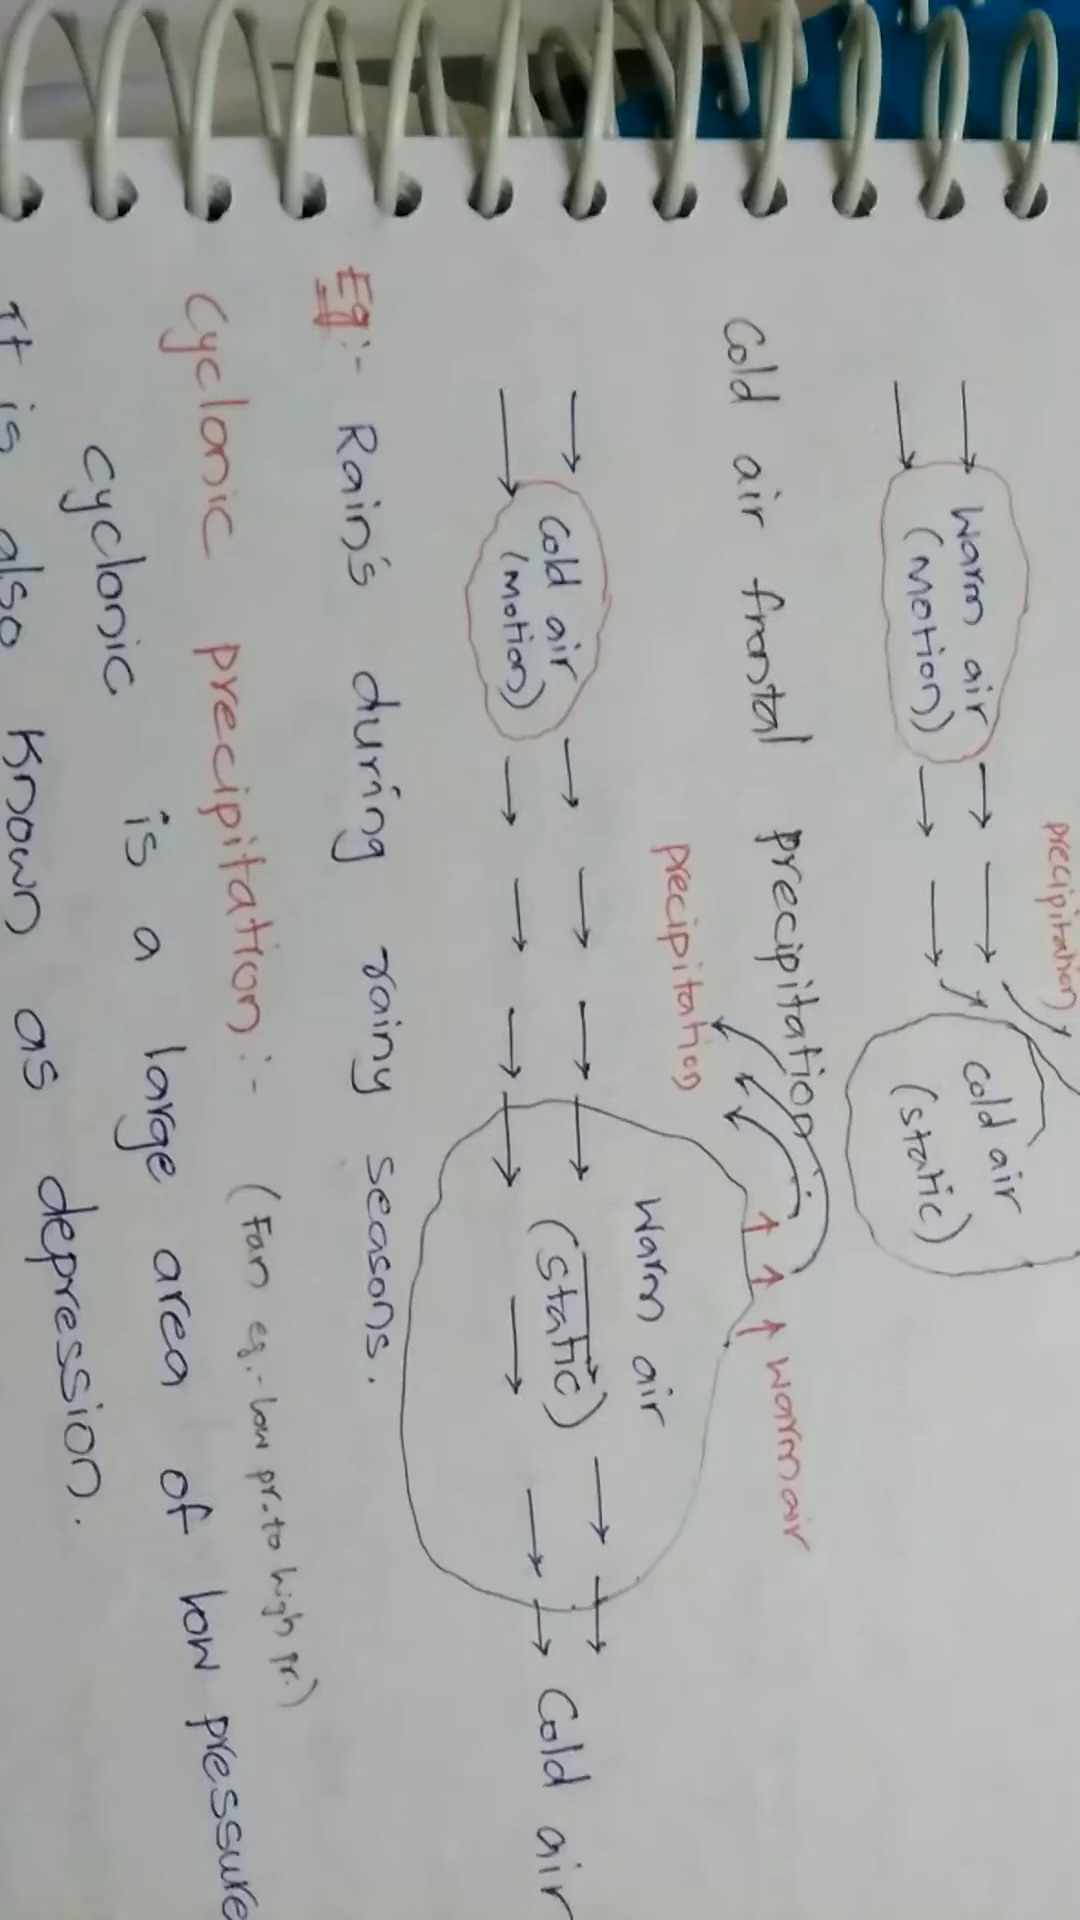 precipitation
Warm air
(Motion)
Cold air
(static)
Cold air frontal precipitation
Warm air
precipitation
Cold air
(Motion)
Warm air
(static)
Cold air
Eg:- Rain's during rainy seasons.
Cyclonic precipitation:- (Fan eg:- Low pr. to high pr.)
Cyclonic is a large area of low pressure
It is also known as depression.